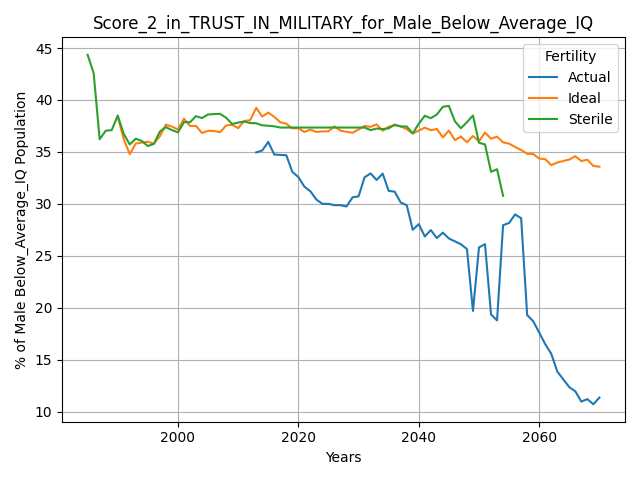 Score_2_in_TRUST_IN_MILITARY_for_Male_Below_Average_IQ
Fertility
Actual
Ideal
Sterile
% of Male Below_Average_IQ Population
45
40
35
30
25
20
15
10
2000 2020 2040 2060
Years